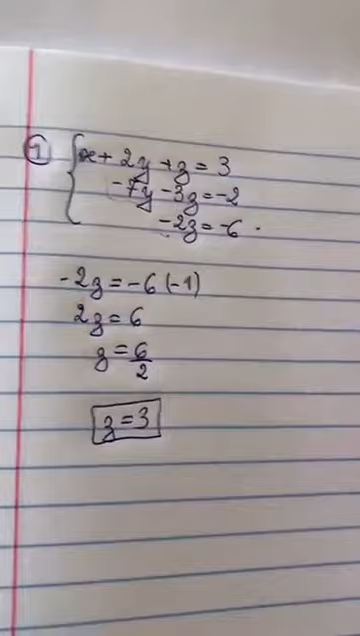 ① { x + 2y + z = 3
-7y - 3z = -2
-2z = -6 .
-2z = -6 (-1)
2z = 6
z = 6/2
z = 3